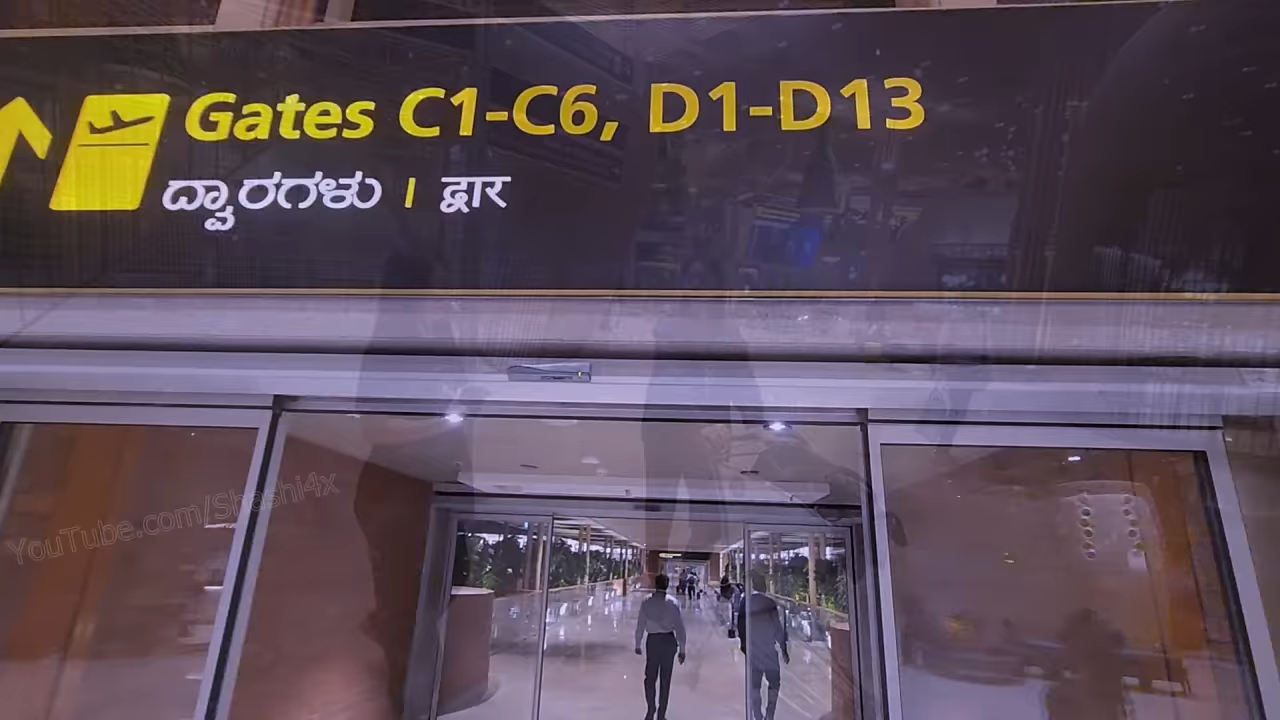 Gates C1-C6, D1-D13
ದ್ವಾರಗಳು | द्वार
YouTube.com/Shashi4x